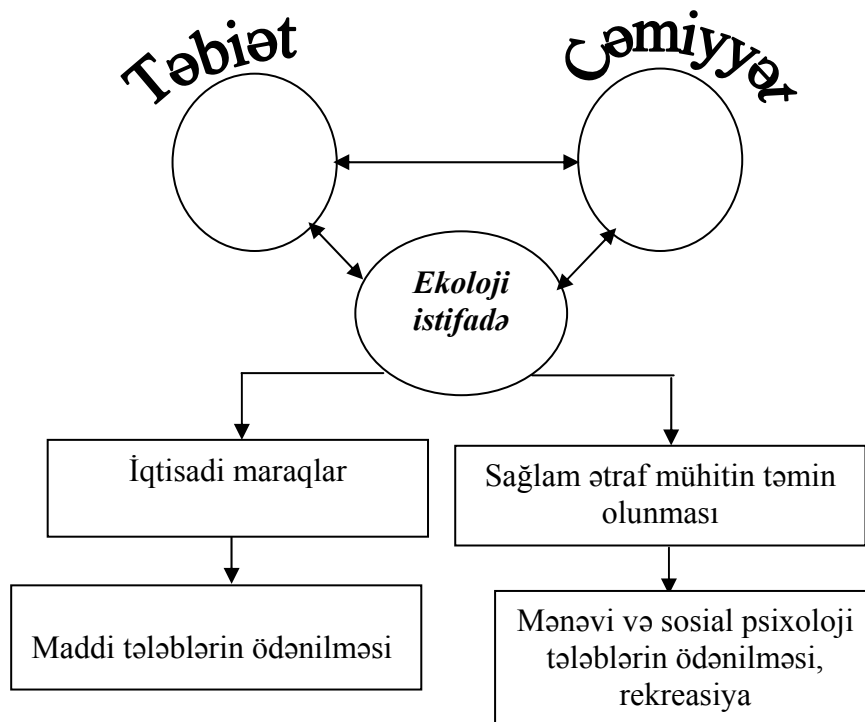 Təbiət
Cəmiyyət
Ekoloji
istifadə
İqtisadi maraqlar
Sağlam ətraf mühitin təmin
olunması
Maddi tələblərin ödənilməsi
Mənəvi və sosial psixoloji
tələblərin ödənilməsi,
rekreasiya